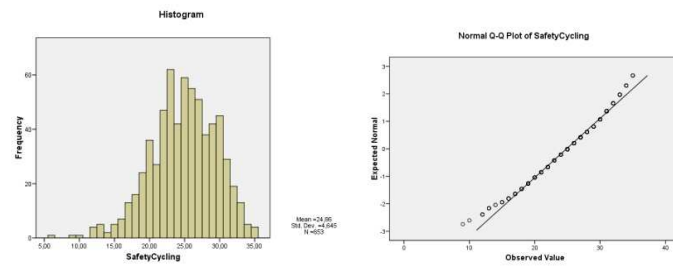 Histogram
Frequency
60
40
20
0
5,00 10,00 15,00 20,00 25,00 30,00 35,00
SafetyCycling
Mean =24,86
Std. Dev. =4,645
N =653
Normal Q-Q Plot of SafetyCycling
Expected Normal
3
2
1
0
-1
-2
-3
0 10 20 30 40
Observed Value